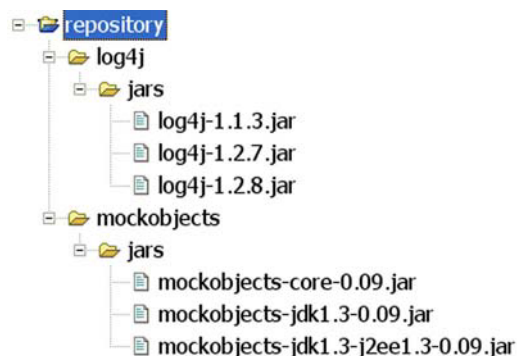 repository
log4j
jars
log4j-1.1.3.jar
log4j-1.2.7.jar
log4j-1.2.8.jar
mockobjects
jars
mockobjects-core-0.09.jar
mockobjects-jdk1.3-0.09.jar
mockobjects-jdk1.3-j2ee1.3-0.09.jar